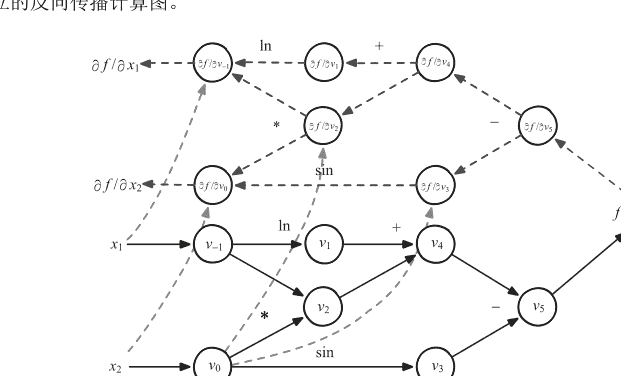 的反向传播计算图。
ln +
∂f/∂x₁ ∂f/∂v₋₁ ∂f/∂v₁ ∂f/∂v₄
* ∂f/∂v₂ − ∂f/∂v₅
sin
∂f/∂x₂ ∂f/∂v₀ ∂f/∂v₃
f
ln +
x₁ v₋₁ v₁ v₄
* v₂ − v₅
sin
x₂ v₀ v₃